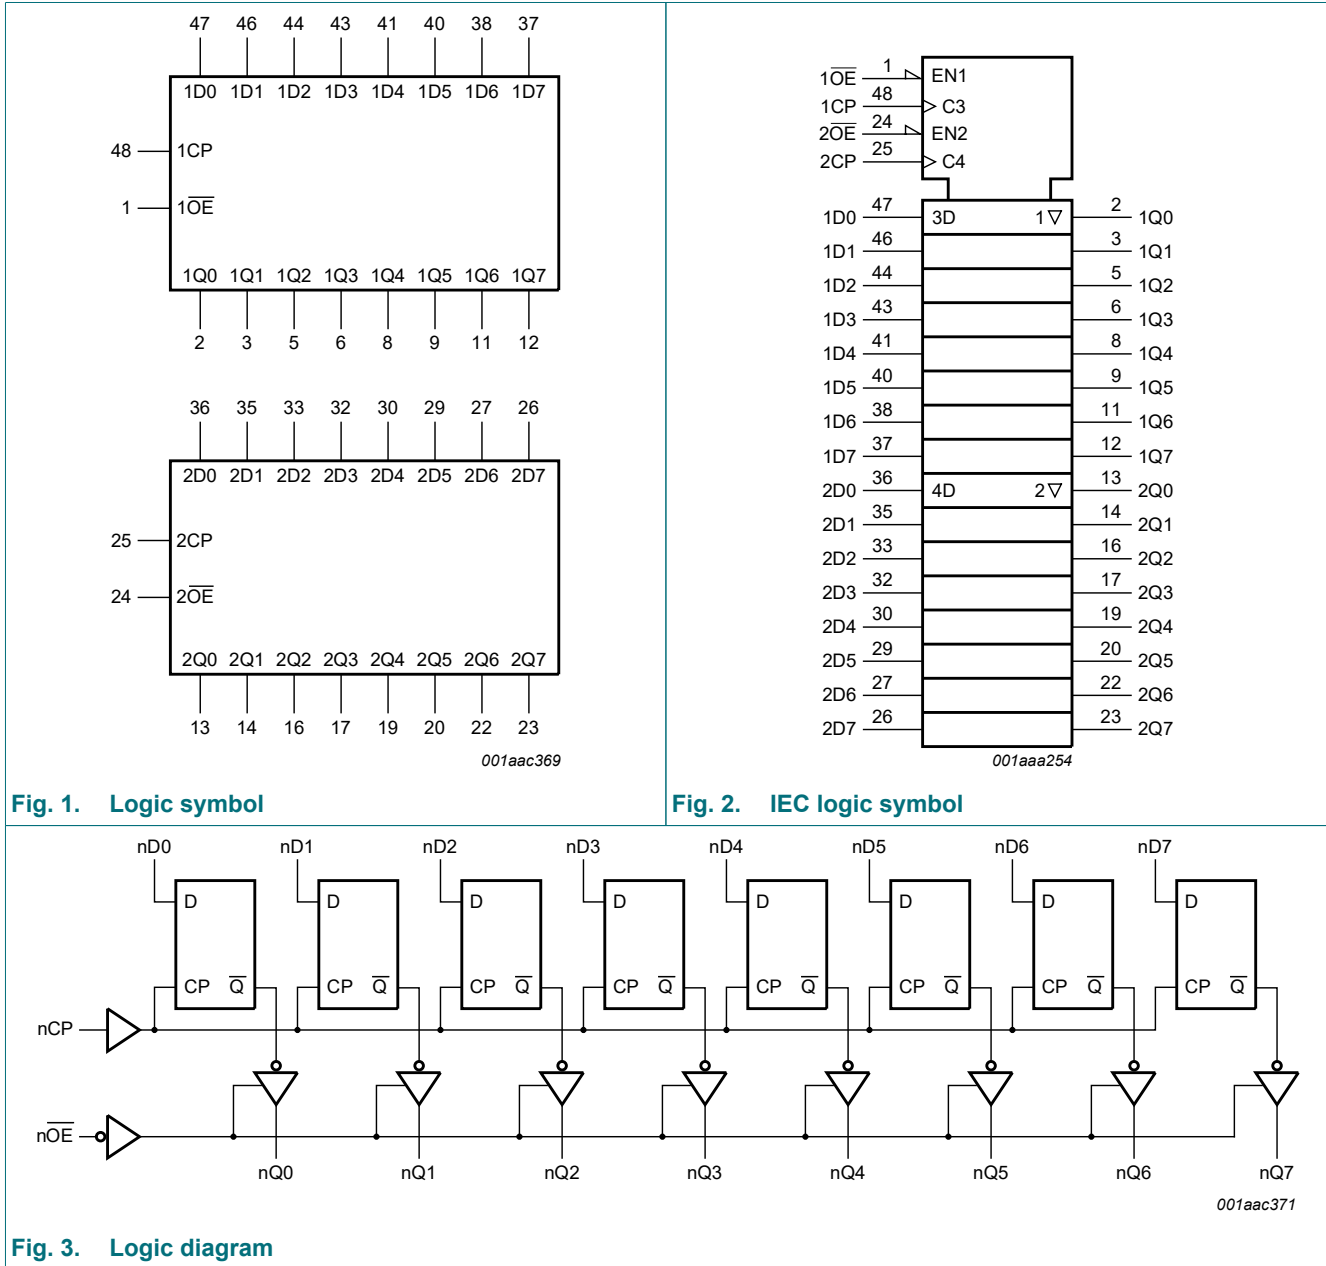 47 46 44 43 41 40 38 37
1D0 1D1 1D2 1D3 1D4 1D5 1D6 1D7
48 1CP
1 1O̅E̅
1Q0 1Q1 1Q2 1Q3 1Q4 1Q5 1Q6 1Q7
2 3 5 6 8 9 11 12
36 35 33 32 30 29 27 26
2D0 2D1 2D2 2D3 2D4 2D5 2D6 2D7
25 2CP
24 2O̅E̅
2Q0 2Q1 2Q2 2Q3 2Q4 2Q5 2Q6 2Q7
13 14 16 17 19 20 22 23
001aac369
Fig. 1. Logic symbol
1O̅E̅ 1 EN1
1CP 48 C3
2O̅E̅ 24 EN2
2CP 25 C4
1D0 47 3D 1▽ 2 1Q0
1D1 46 3 1Q1
1D2 44 5 1Q2
1D3 43 6 1Q3
1D4 41 8 1Q4
1D5 40 9 1Q5
1D6 38 11 1Q6
1D7 37 12 1Q7
2D0 36 4D 2▽ 13 2Q0
2D1 35 14 2Q1
2D2 33 16 2Q2
2D3 32 17 2Q3
2D4 30 19 2Q4
2D5 29 20 2Q5
2D6 27 22 2Q6
2D7 26 23 2Q7
001aaa254
Fig. 2. IEC logic symbol
nD0 nD1 nD2 nD3 nD4 nD5 nD6 nD7
D D D D D D D D
CP Q̅ CP Q̅ CP Q̅ CP Q̅ CP Q̅ CP Q̅ CP Q̅ CP Q̅
nCP
nO̅E̅
nQ0 nQ1 nQ2 nQ3 nQ4 nQ5 nQ6 nQ7
001aac371
Fig. 3. Logic diagram